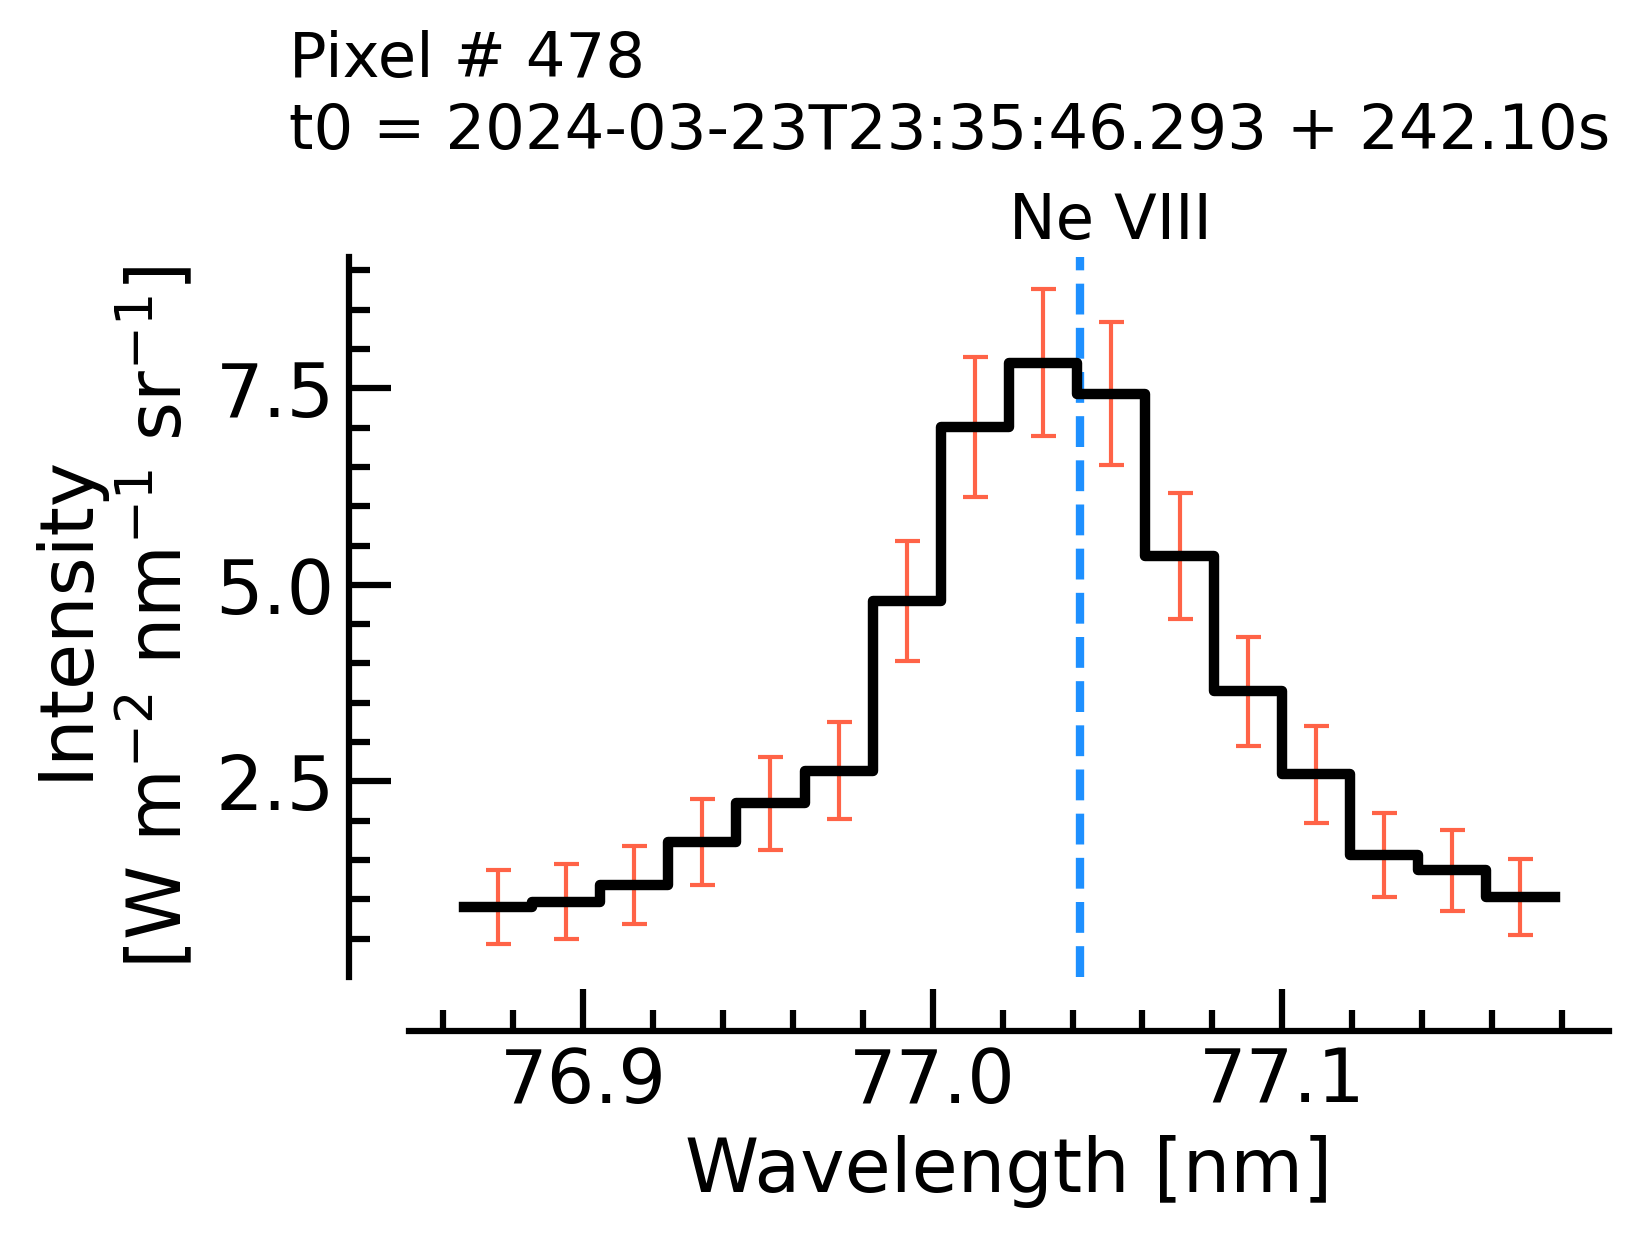 Pixel # 478
t0 = 2024-03-23T23:35:46.293 + 242.10s
Ne VIII
Intensity
[W m⁻² nm⁻¹ sr⁻¹]
7.5
5.0
2.5
76.9 77.0 77.1
Wavelength [nm]